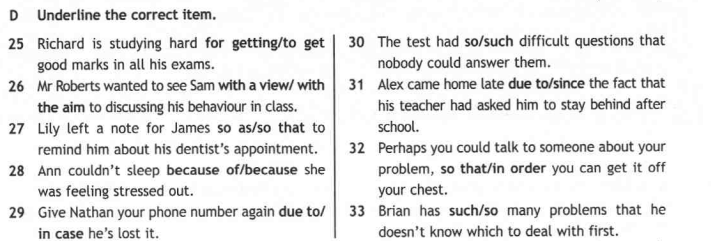 D Underline the correct item.
25 Richard is studying hard for getting/to get
good marks in all his exams.
26 Mr Roberts wanted to see Sam with a view/ with
the aim to discussing his behaviour in class.
27 Lily left a note for James so as/so that to
remind him about his dentist's appointment.
28 Ann couldn't sleep because of/because she
was feeling stressed out.
29 Give Nathan your phone number again due to/
in case he's lost it.
30 The test had so/such difficult questions that
nobody could answer them.
31 Alex came home late due to/since the fact that
his teacher had asked him to stay behind after
school.
32 Perhaps you could talk to someone about your
problem, so that/in order you can get it off
your chest.
33 Brian has such/so many problems that he
doesn't know which to deal with first.